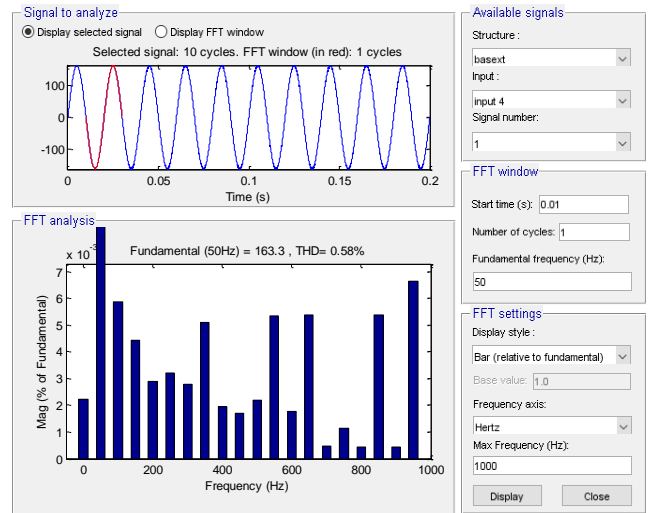 Signal to analyze
Display selected signal Display FFT window
Selected signal: 10 cycles. FFT window (in red): 1 cycles
100
0
-100
0 0.05 0.1 0.15 0.2
Time (s)
FFT analysis
x 10-3
Fundamental (50Hz) = 163.3 , THD= 0.58%
7
6
5
4
3
2
1
0
Mag (% of Fundamental)
0 200 400 600 800 1000
Frequency (Hz)
Available signals
Structure :
basext
Input :
input 4
Signal number:
1
FFT window
Start time (s): 0.01
Number of cycles: 1
Fundamental frequency (Hz):
50
FFT settings
Display style :
Bar (relative to fundamental)
Base value: 1.0
Frequency axis:
Hertz
Max Frequency (Hz):
1000
Display Close